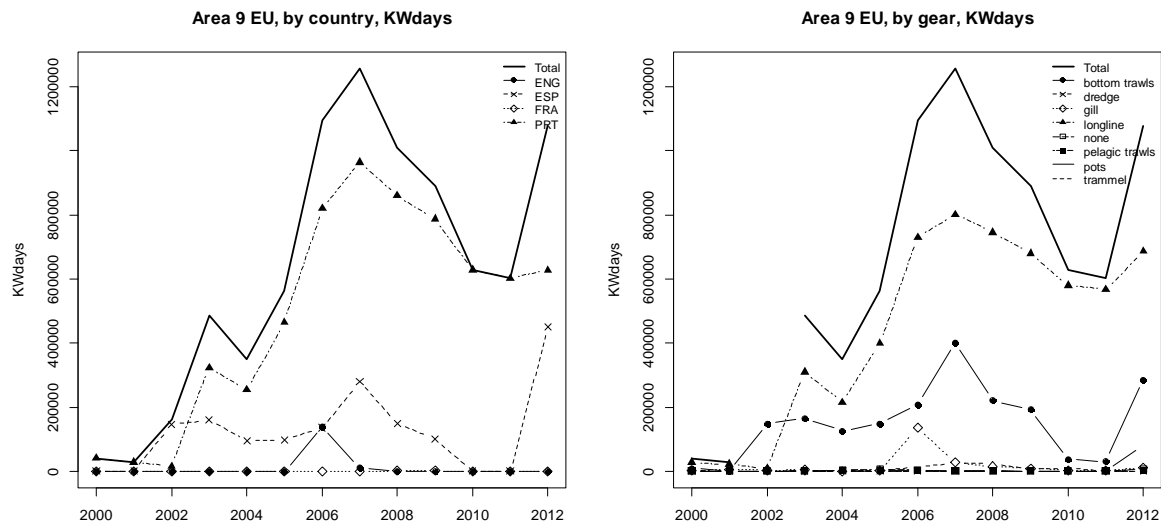 Area 9 EU, by country, KWdays
KWdays
0
200000
400000
600000
800000
1200000
2000
2002
2004
2006
2008
2010
2012
Total
ENG
ESP
FRA
PRT
Area 9 EU, by gear, KWdays
KWdays
0
200000
400000
600000
800000
1200000
2000
2002
2004
2006
2008
2010
2012
Total
bottom trawls
dredge
gill
longline
none
pelagic trawls
pots
trammel